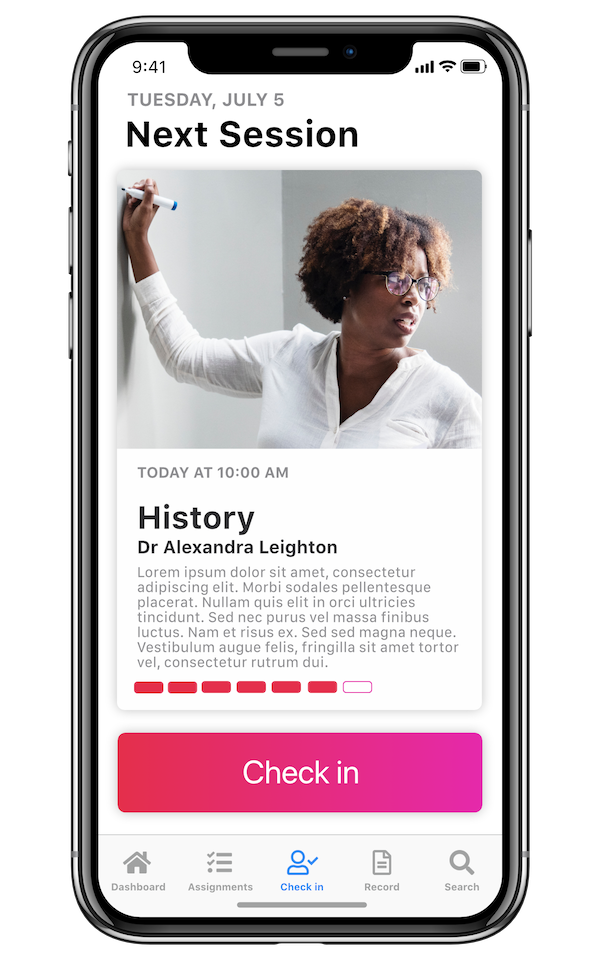 9:41
TUESDAY, JULY 5
Next Session
TODAY AT 10:00 AM
History
Dr Alexandra Leighton
Lorem ipsum dolor sit amet, consectetur
adipiscing elit. Morbi sodales pellentesque
placerat. Nullam quis elit in orci ultricies
tincidunt. Sed nec purus vel massa finibus
luctus. Nam et risus ex. Sed sed magna neque.
Vestibulum augue felis, fringilla sit amet tortor
vel, consectetur rutrum dui.
Check in
Dashboard Assignments Check in Record Search